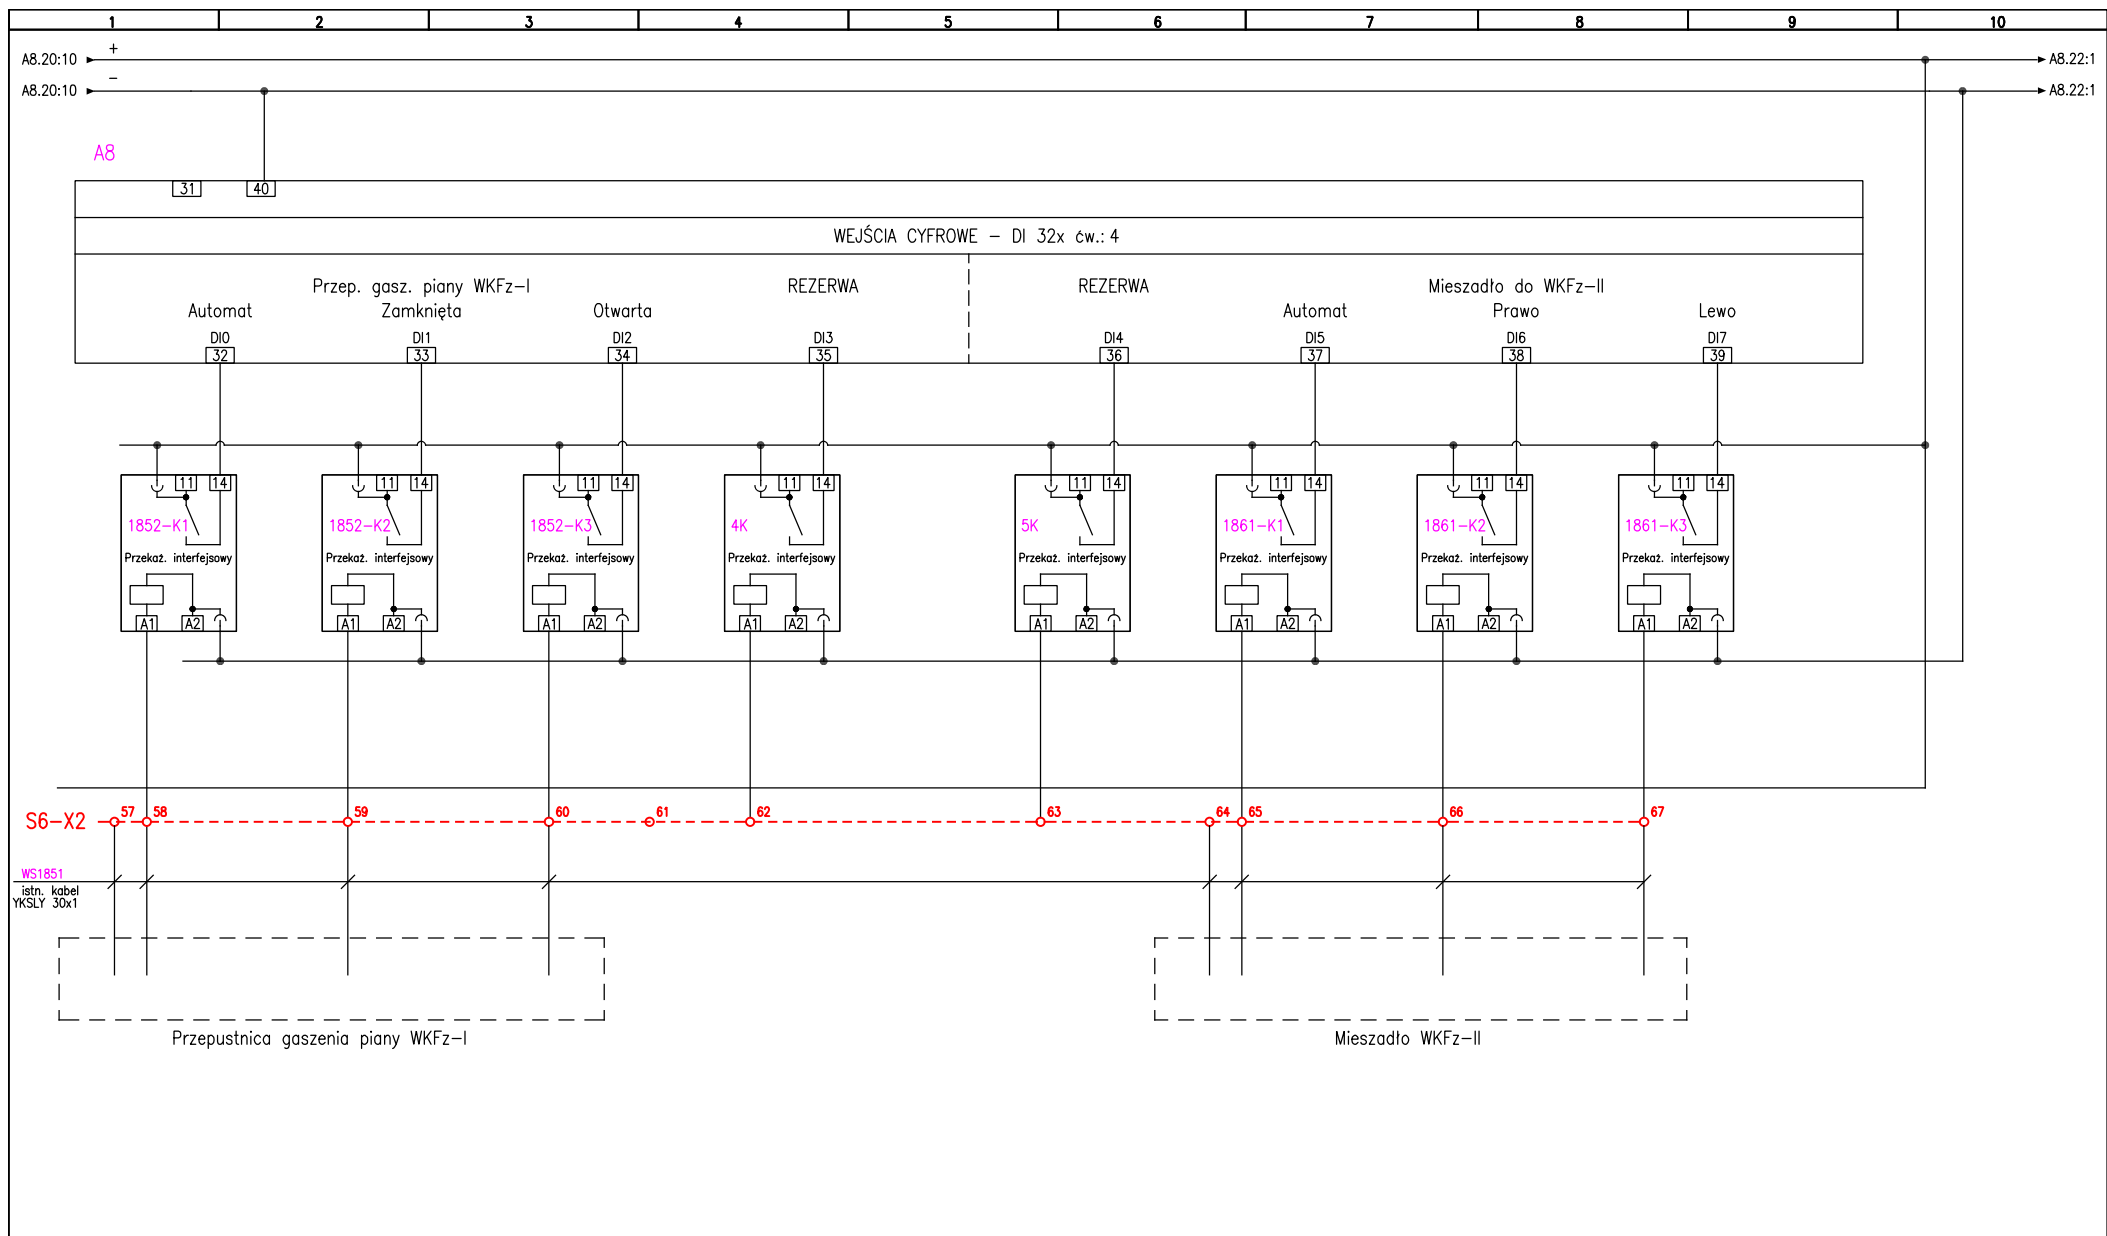 1 2 3 4 5 6 7 8 9 10
+
A8.20:10 A8.22:1
−
A8.20:10 A8.22:1
A8
31 40
WEJŚCIA CYFROWE − DI 32x ćw.: 4
Przep. gasz. piany WKFz−I REZERWA REZERWA Mieszadło do WKFz−II
Automat Zamknięta Otwarta Automat Prawo Lewo
DI0 DI1 DI2 DI3 DI4 DI5 DI6 DI7
32 33 34 35 36 37 38 39
11 14 11 14 11 14 11 14 11 14 11 14 11 14 11 14
1852−K1 1852−K2 1852−K3 4K 5K 1861−K1 1861−K2 1861−K3
Przekaż. interfejsowy Przekaż. interfejsowy Przekaż. interfejsowy Przekaż. interfejsowy Przekaż. interfejsowy Przekaż. interfejsowy Przekaż. interfejsowy Przekaż. interfejsowy
A1 A2 A1 A2 A1 A2 A1 A2 A1 A2 A1 A2 A1 A2 A1 A2
S6−X2 57 58 59 60 61 62 63 64 65 66 67
WS1851
istn. kabel
YKSLY 30x1
Przepustnica gaszenia piany WKFz−I Mieszadło WKFz−II